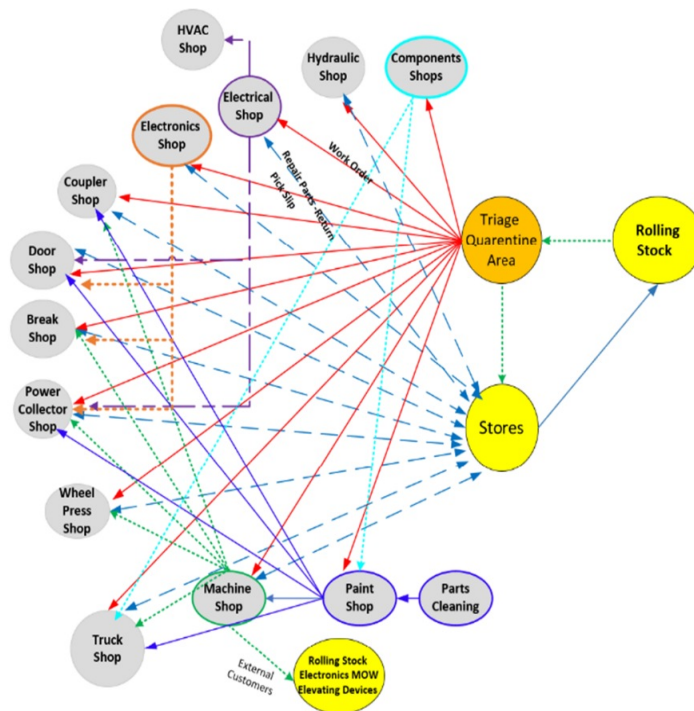 HVAC
Shop
Hydraulic
Shop
Components
Shops
Electrical
Shop
Electronics
Shop
Work Order
Repair Parts -Return
Pick Slip
Coupler
Shop
Triage
Quarentine
Area
Rolling
Stock
Door
Shop
Break
Shop
Power
Collector
Shop
Stores
Wheel
Press
Shop
Machine
Shop
Paint
Shop
Parts
Cleaning
Truck
Shop
External
Customers
Rolling Stock
Electronics MOW
Elevating Devices